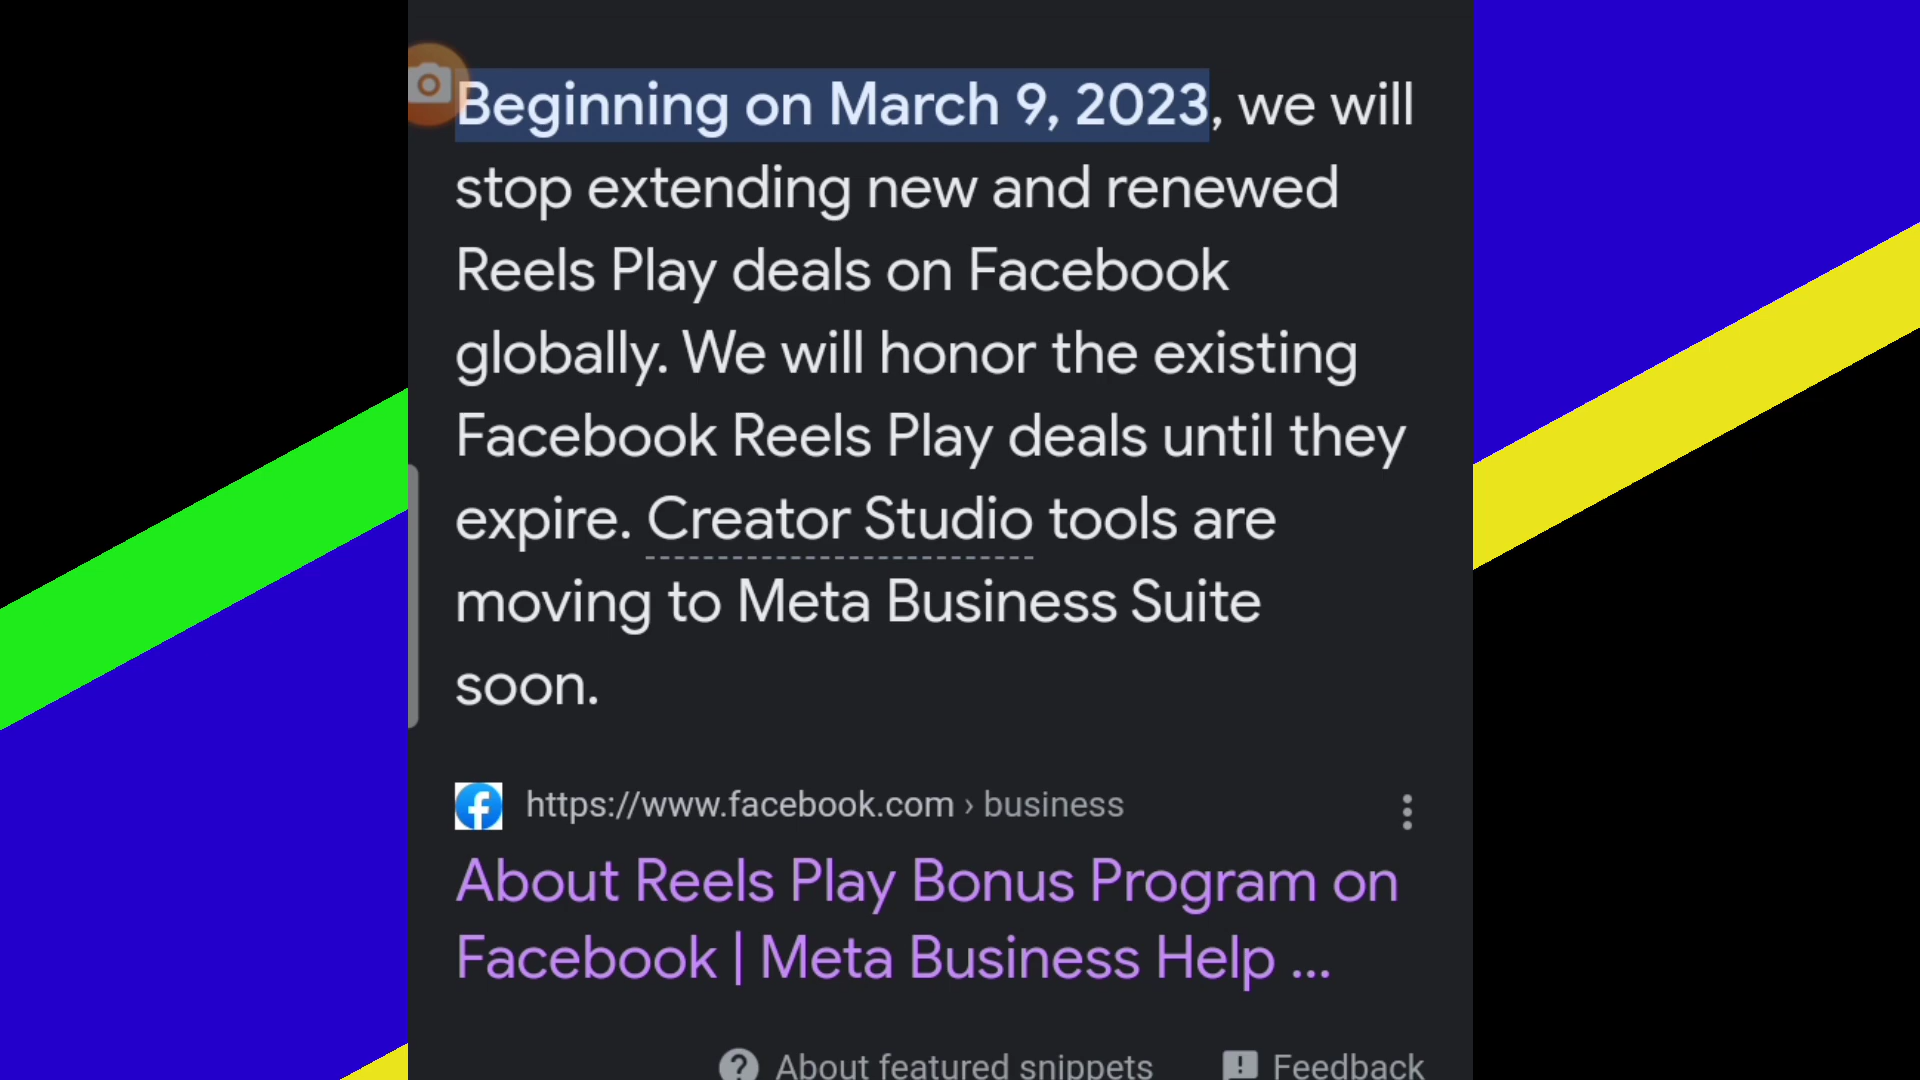 Beginning on March 9, 2023, we will
stop extending new and renewed
Reels Play deals on Facebook
globally. We will honor the existing
Facebook Reels Play deals until they
expire. Creator Studio tools are
moving to Meta Business Suite
soon.
https://www.facebook.com › business
About Reels Play Bonus Program on
Facebook | Meta Business Help ...
About featured snippets
Feedback